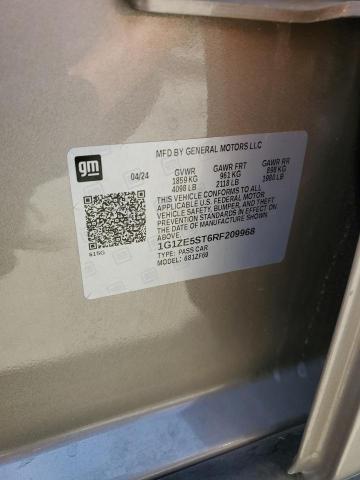 gm
MFD BY GENERAL MOTORS LLC
04/24 GVWR GAWR FRT GAWR RR
1859 KG 961 KG 898 KG
4098 LB 2118 LB 1980 LB
THIS VEHICLE CONFORMS TO ALL
APPLICABLE U.S. FEDERAL MOTOR
VEHICLE SAFETY, BUMPER, AND THEFT
PREVENTION STANDARDS IN EFFECT ON
THE DATE OF MANUFACTURE SHOWN
ABOVE.
1G1ZE5ST6RF209968
TYPE: PASS CAR
MODEL: 681ZF69